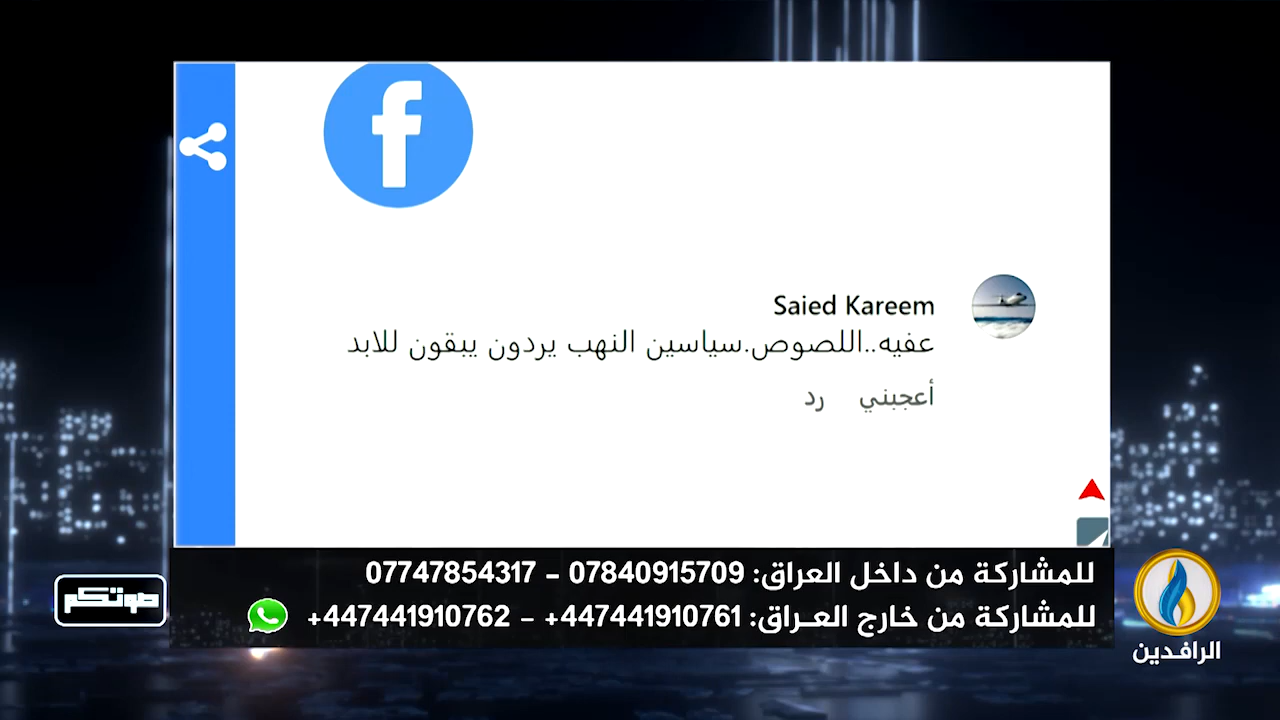 Saied Kareem
عفيه..اللصوص.سياسين النهب يردون يبقون للابد
أعجبني رد
للمشاركة من داخل العراق: 07840915709 - 07747854317
للمشاركة من خارج العـراق: 447441910761+ - 447441910762+
صوتكم
الرافـدين